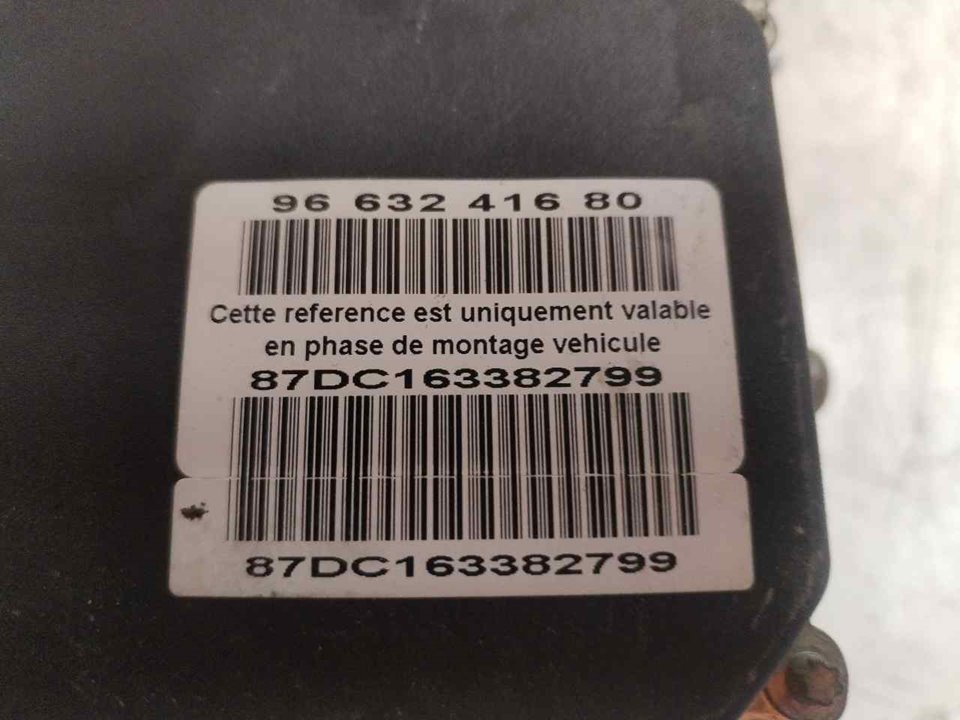 96 632 416 80
Cette reference est uniquement valable
en phase de montage vehicule
87DC163382799
87DC163382799